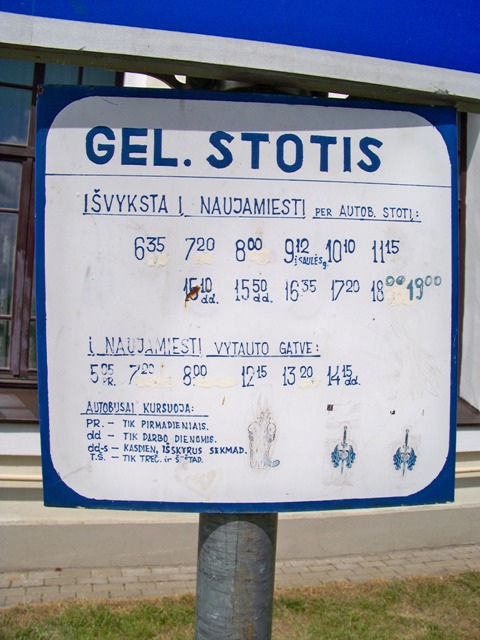 GEL. STOTIS
IŠVYKSTA Į NAUJAMIESTĮ PER AUTOB. STOTĮ:
6 35 7 20 8 00 9 12 Į SAULĖS g. 10 10 11 15
15 10 dd. 15 50 dd. 16 35 17 20 18 00 19 00
Į NAUJAMIESTĮ VYTAUTO GATVE:
5 05 PR. 7 20 8 00 12 15 13 20 14 15 dd.
AUTOBUSAI KURSUOJA:
PR. - TIK PIRMADIENIAIS.
dd - TIK DARBO DIENOMIS.
dd-s - KASDIEN, IŠSKYRUS SEKMAD.
T.Š. - TIK TREČ. ir ŠEŠTAD.